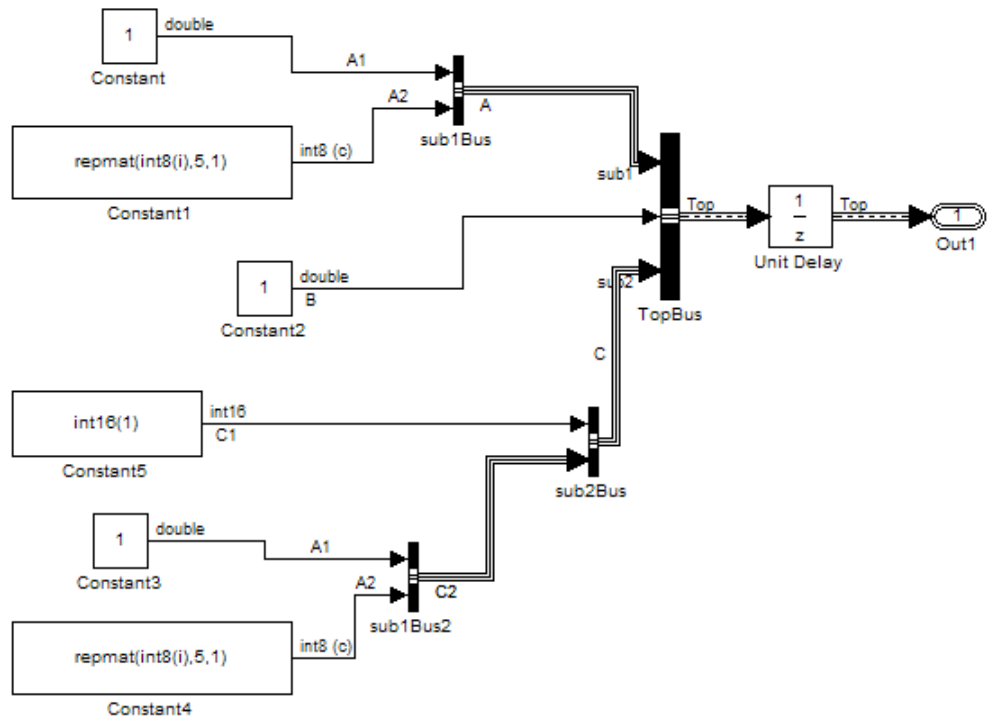 1
double
Constant
A1
A2
A
sub1Bus
repmat(int8(i),5,1)
int8 (c)
Constant1
sub1
Top
1
z
Unit Delay
Top
1
Out1
1
double
B
Constant2
sub2
TopBus
C
int16(1)
int16
C1
Constant5
sub2Bus
1
double
Constant3
A1
A2
C2
sub1Bus2
repmat(int8(i),5,1)
int8 (c)
Constant4